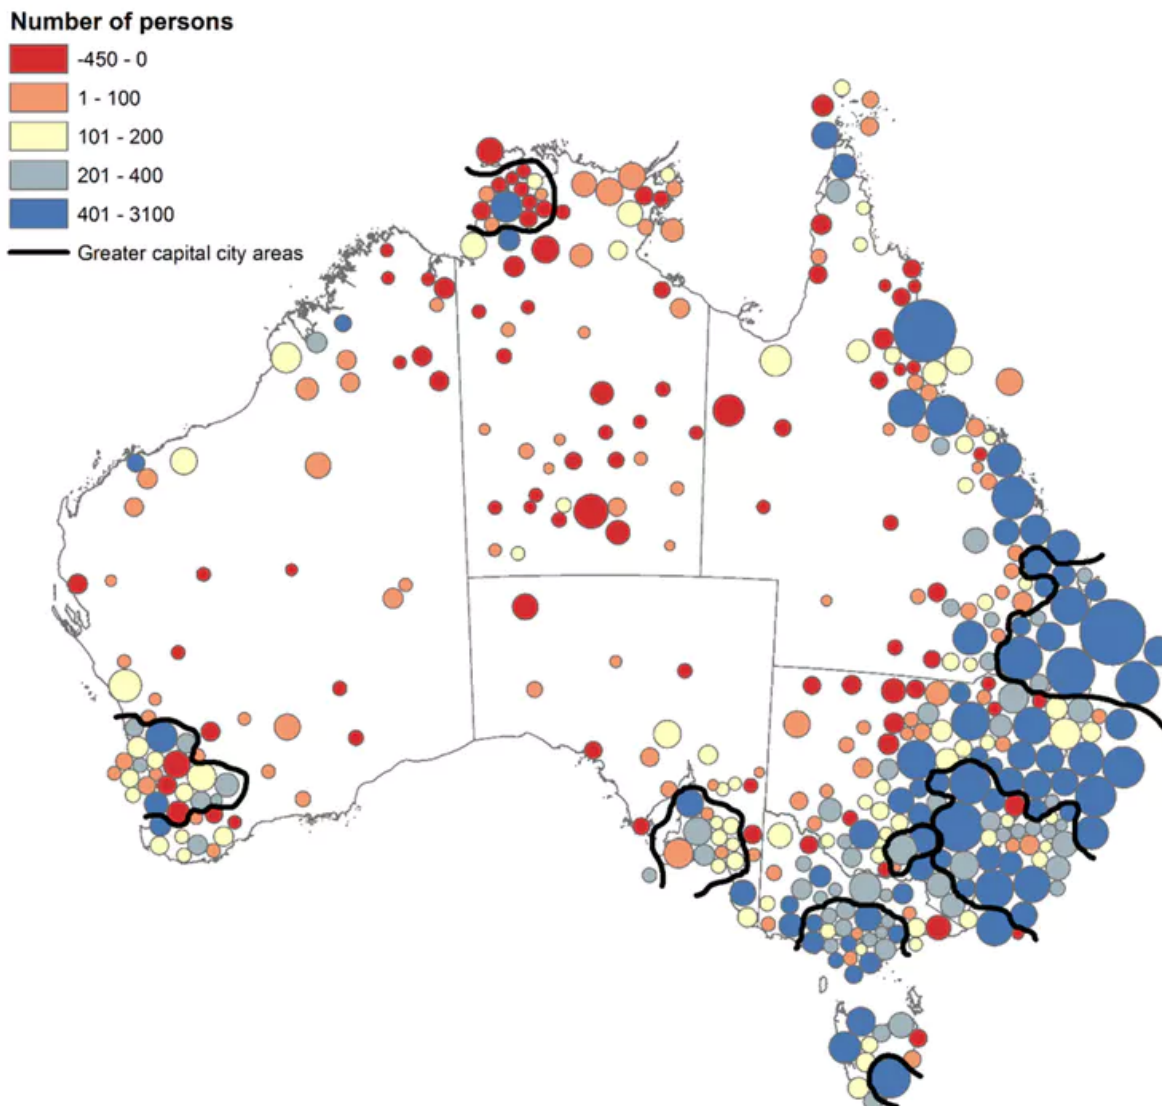 Number of persons
-450 - 0
1 - 100
101 - 200
201 - 400
401 - 3100
Greater capital city areas